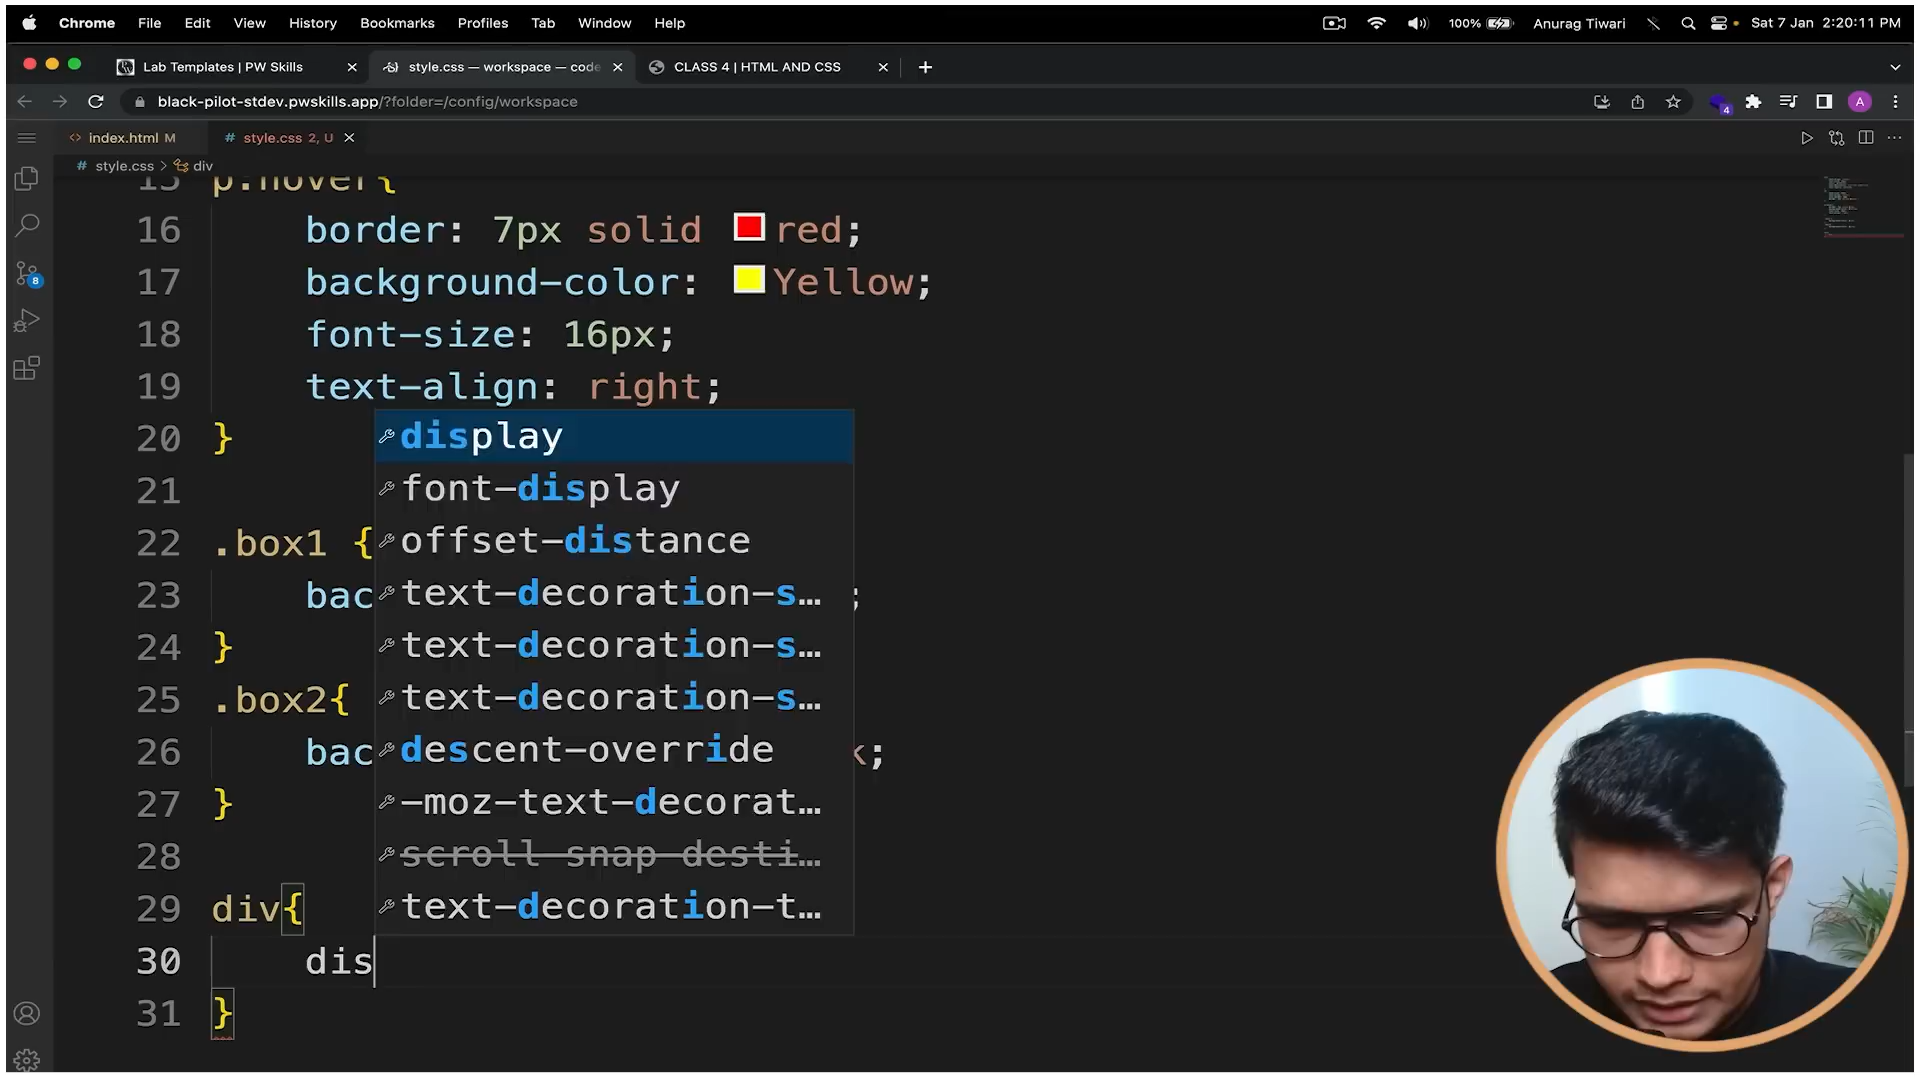 Chrome File Edit View History Bookmarks Profiles Tab Window Help 100% Anurag Tiwari Sat 7 Jan 2:20:11 PM
Lab Templates | PW Skills style.css — workspace — code CLASS 4 | HTML AND CSS
black-pilot-stdev.pwskills.app/?folder=/config/workspace 4 A
index.html M # style.css 2, U
# style.css > div
15 p.hover{
16 border: 7px solid red;
17 background-color: Yellow;
18 font-size: 16px;
19 text-align: right;
20 } display
21 font-display
22 .box1 { offset-distance
23 bac text-decoration-s… ;
24 } text-decoration-s…
25 .box2{ text-decoration-s…
26 bac descent-override k;
27 } -moz-text-decorat…
28 scroll-snap-desti…
29 div{ text-decoration-t…
30 dis
31 }
8